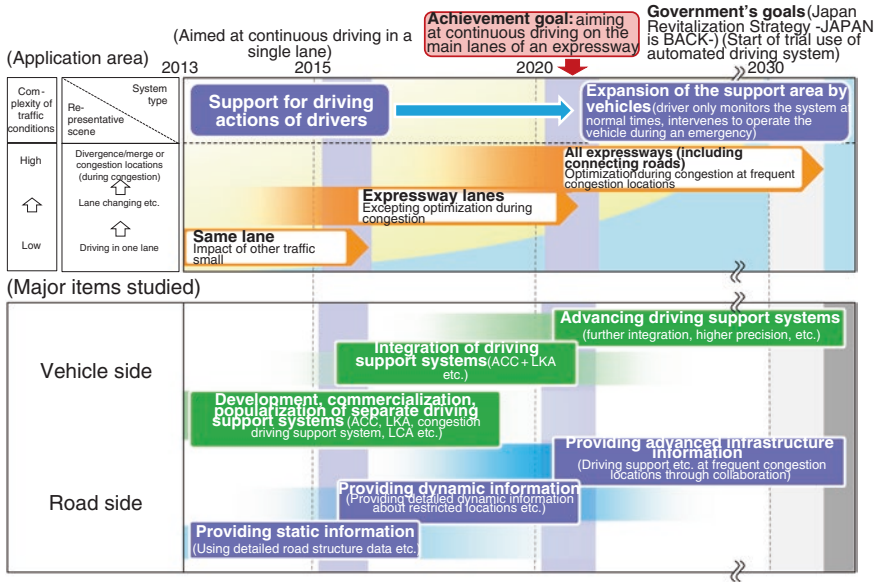 (Application area)
(Aimed at continuous driving in a
single lane)
Achievement goal: aiming
at continuous driving on the
main lanes of an expressway
Government's goals (Japan
Revitalization Strategy -JAPAN
is BACK-) (Start of trial use of
automated driving system)
2013
2015
2020
2030
Com-
plexity of
traffic
conditions
System
type
Re-
presentative
scene
Support for driving
actions of drivers
Expansion of the support area by
vehicles (driver only monitors the system at
normal times, intervenes to operate the
vehicle during an emergency)
High
Low
Divergence/merge or
congestion locations
(during congestion)
Lane changing etc.
Driving in one lane
All expressways (including
connecting roads)
Optimization during congestion at frequent
congestion locations
Expressway lanes
Excepting optimization during
congestion
Same lane
Impact of other traffic
small
(Major items studied)
Vehicle side
Advancing driving support systems
(further integration, higher precision, etc.)
Integration of driving
support systems (ACC + LKA
etc.)
Development, commercialization,
popularization of separate driving
support systems (ACC, LKA, congestion
driving support system, LCA etc.)
Road side
Providing advanced infrastructure
information
(Driving support etc. at frequent congestion
locations through collaboration)
Providing dynamic information
(Providing detailed dynamic information
about restricted locations etc.)
Providing static information
(Using detailed road structure data etc.)